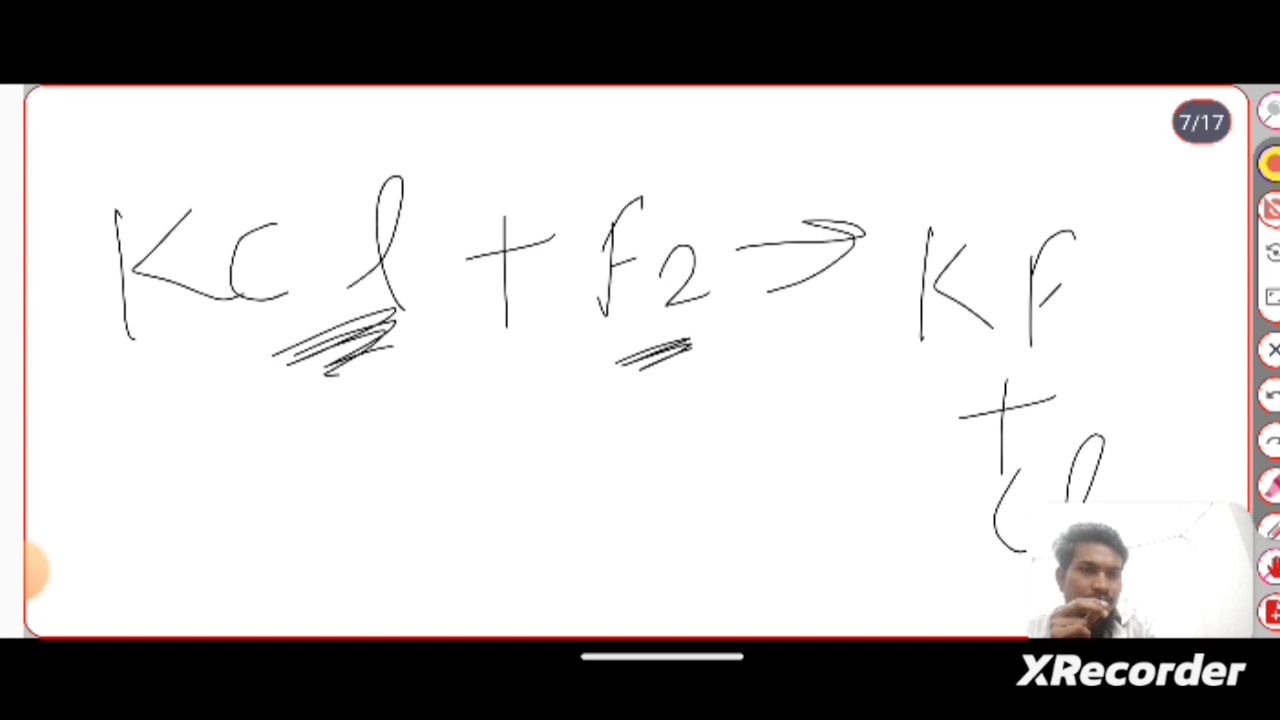 7/17
KCl + F2 → KF
+
Cl
XRecorder